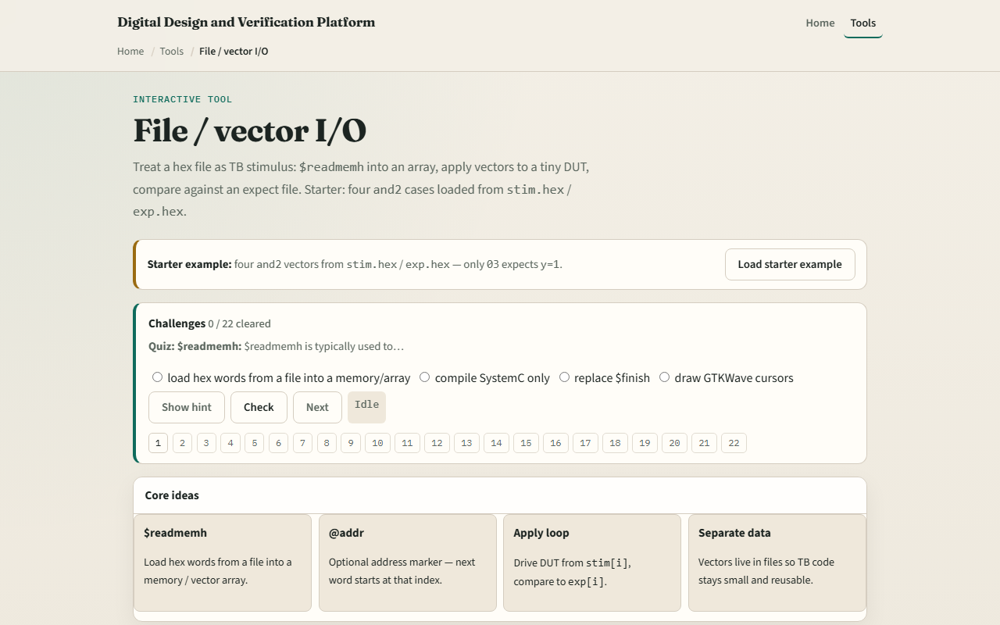 Digital Design and Verification Platform
Home Tools
Home / Tools / File / vector I/O
INTERACTIVE TOOL
File / vector I/O
Treat a hex file as TB stimulus: $readmemh into an array, apply vectors to a tiny DUT,
compare against an expect file. Starter: four and2 cases loaded from stim.hex /
exp.hex.
Starter example: four and2 vectors from stim.hex / exp.hex — only 03 expects y=1.
Load starter example
Challenges 0 / 22 cleared
Quiz: $readmemh: $readmemh is typically used to…
load hex words from a file into a memory/array compile SystemC only replace $finish draw GTKWave cursors
Show hint Check Next Idle
1 2 3 4 5 6 7 8 9 10 11 12 13 14 15 16 17 18 19 20 21 22
Core ideas
$readmemh
Load hex words from a file into a
memory / vector array.
@addr
Optional address marker — next
word starts at that index.
Apply loop
Drive DUT from stim[i],
compare to exp[i].
Separate data
Vectors live in files so TB code
stays small and reusable.